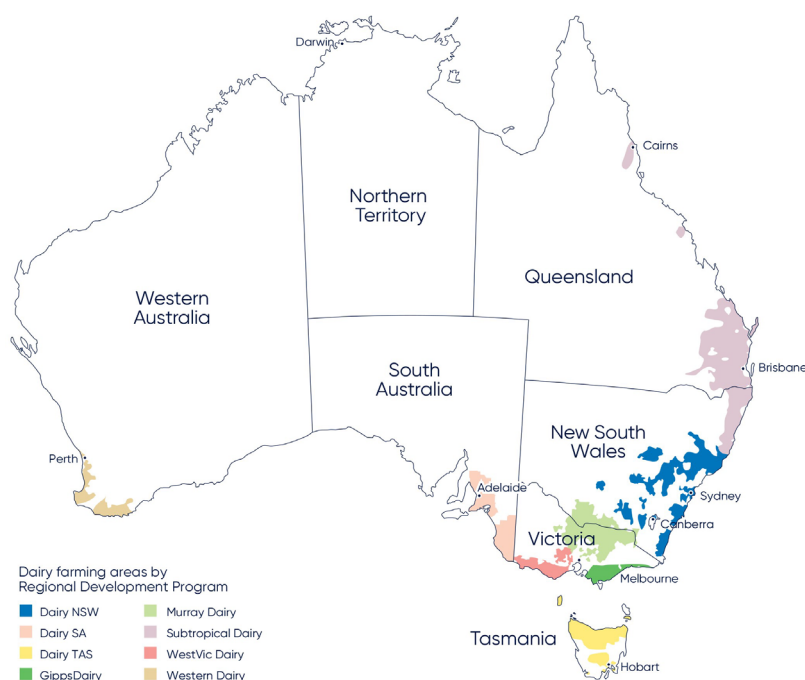 Darwin
Cairns
Northern
Territory
Queensland
Western
Australia
South
Australia
Brisbane
New South
Wales
Perth
Adelaide
Sydney
Canberra
Victoria
Melbourne
Dairy farming areas by
Regional Development Program
Dairy NSW
Murray Dairy
Dairy SA
Subtropical Dairy
Dairy TAS
WestVic Dairy
GippsDairy
Western Dairy
Tasmania
Hobart